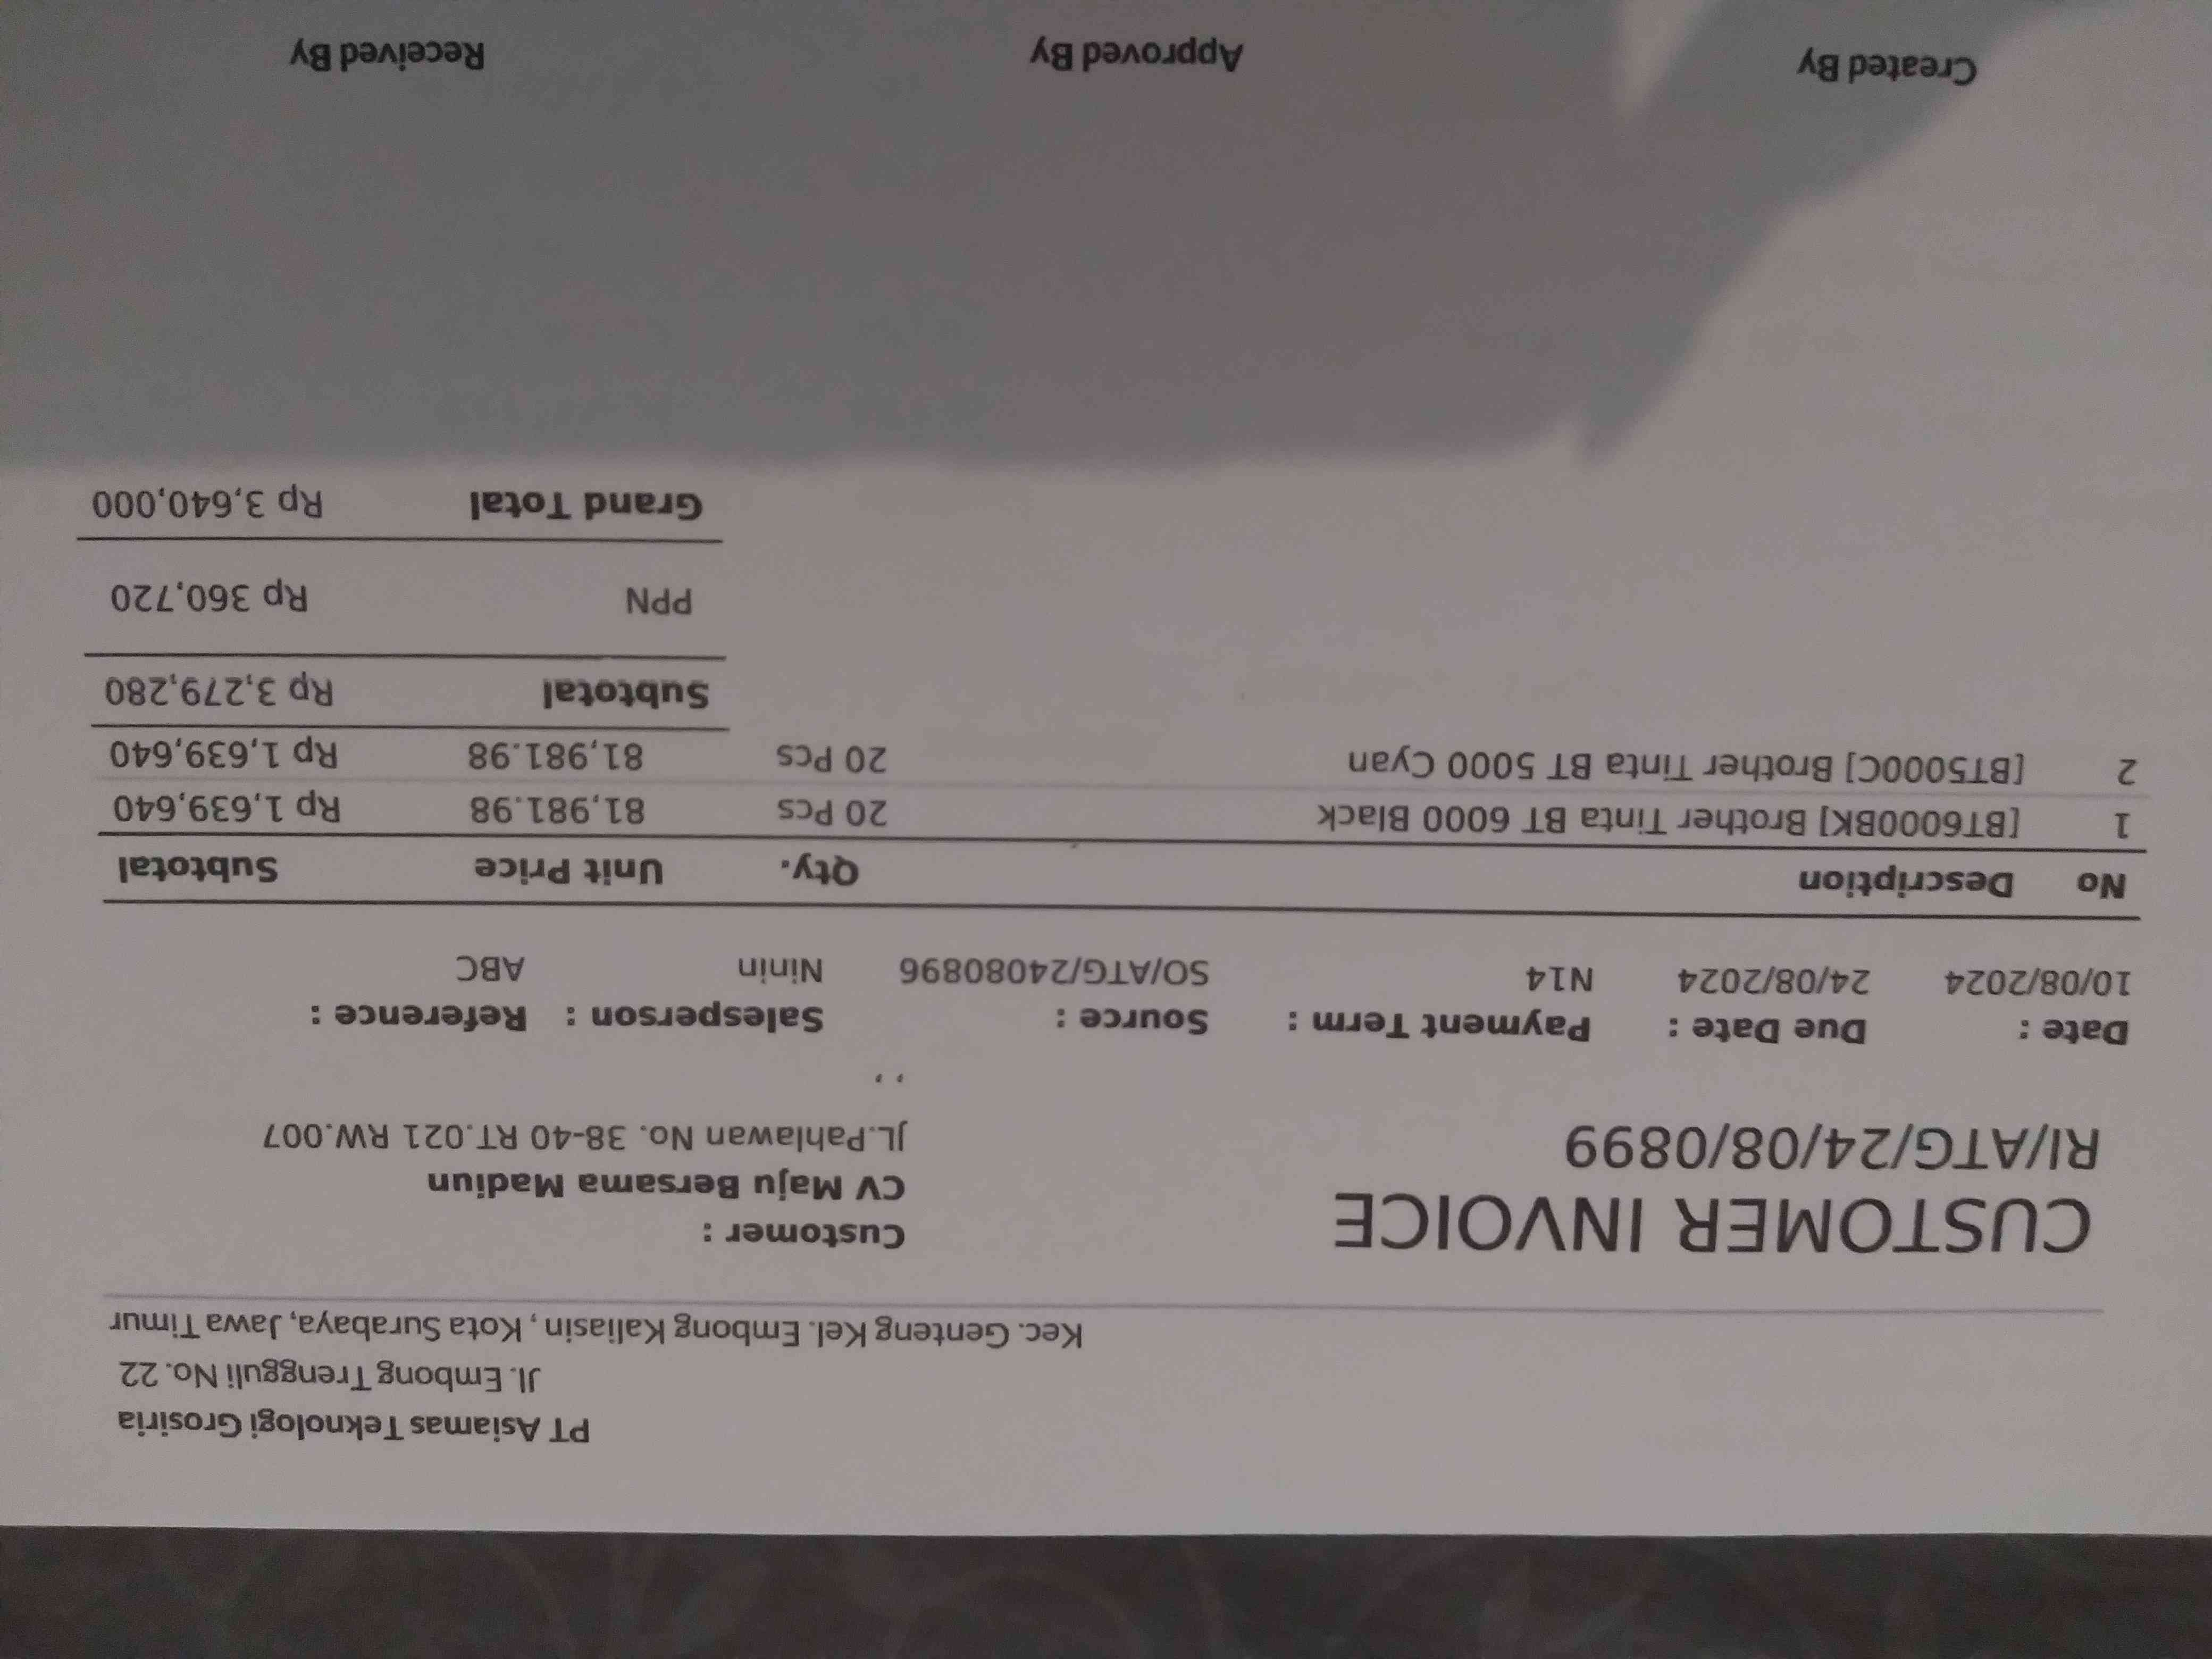 PT Asiamas Teknologi Grosiria
Jl. Embong Trengguli No. 22
Kec. Genteng Kel. Embong Kaliasin , Kota Surabaya, Jawa Timur
CUSTOMER INVOICE
RI/ATG/24/08/0899
Customer :
CV Maju Bersama Madiun
JL.Pahlawan No. 38-40 RT.021 RW.007
, ,
Date : Due Date : Payment Term : Source : Salesperson : Reference :
10/08/2024 24/08/2024 N14 SO/ATG/24080896 Ninin ABC
No Description Qty. Unit Price Subtotal
1 [BT6000BK] Brother Tinta BT 6000 Black 20 Pcs 81,981.98 Rp 1,639,640
2 [BT5000C] Brother Tinta BT 5000 Cyan 20 Pcs 81,981.98 Rp 1,639,640
Subtotal Rp 3,279,280
PPN Rp 360,720
Grand Total Rp 3,640,000
Created By Approved By Received By